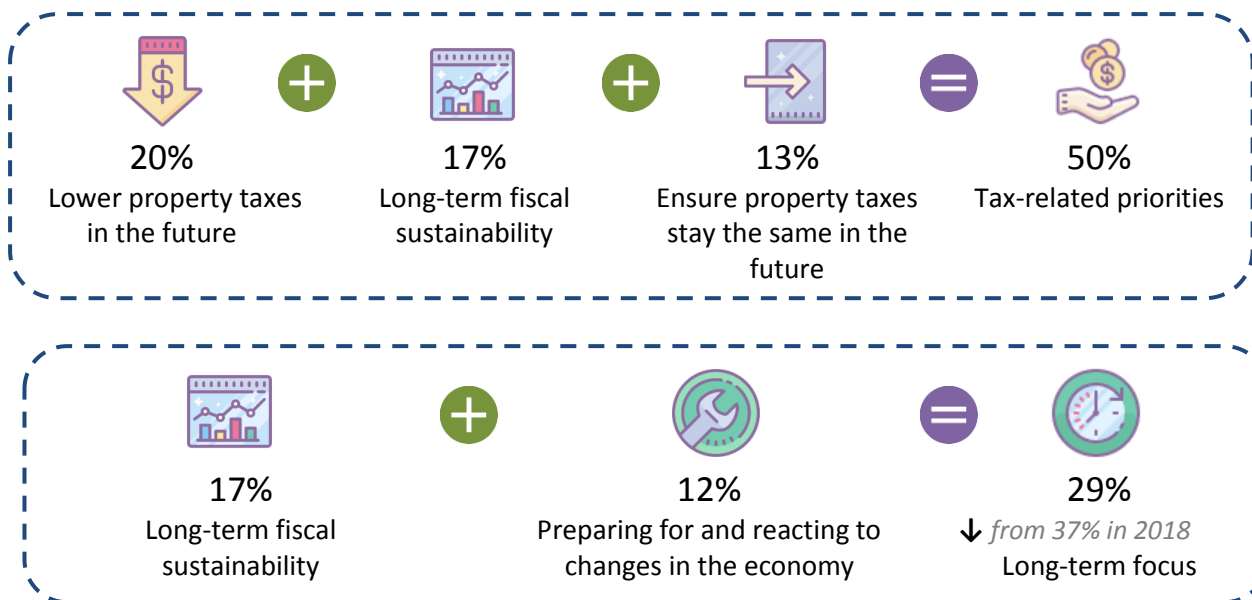 20%
Lower property taxes
in the future
17%
Long-term fiscal
sustainability
13%
Ensure property taxes
stay the same in the
future
50%
Tax-related priorities
17%
Long-term fiscal
sustainability
12%
Preparing for and reacting to
changes in the economy
29%
↓ from 37% in 2018
Long-term focus